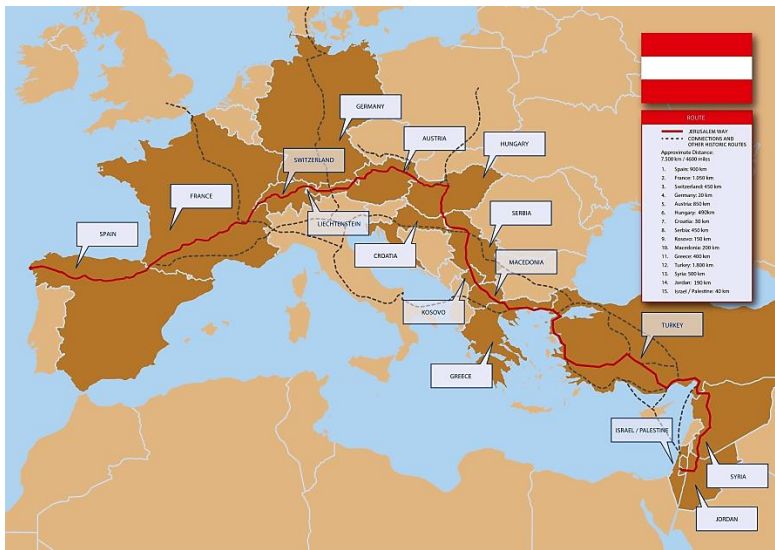 GERMANY
AUSTRIA
HUNGARY
SWITZERLAND
FRANCE
LIECHTENSTEIN
SPAIN
SERBIA
CROATIA
MACEDONIA
KOSOVO
GREECE
TURKEY
ISRAEL / PALESTINE
SYRIA
JORDAN
ROUTE
JERUSALEM WAY
CONNECTIONS AND
OTHER HISTORIC ROUTES
Approximate Distance:
7.500 km / 4600 miles
1. Spain: 900 km
2. France: 1.050 km
3. Switzerland: 450 km
4. Germany: 20 km
5. Austria: 850 km
6. Hungary: 490km
7. Croatia: 30 km
8. Serbia: 450 km
9. Kosovo: 150 km
10. Macedonia: 200 km
11. Greece: 400 km
12. Turkey: 1.800 km
13. Syria: 500 km
14. Jordan: 190 km
15. Israel / Palestine: 40 km